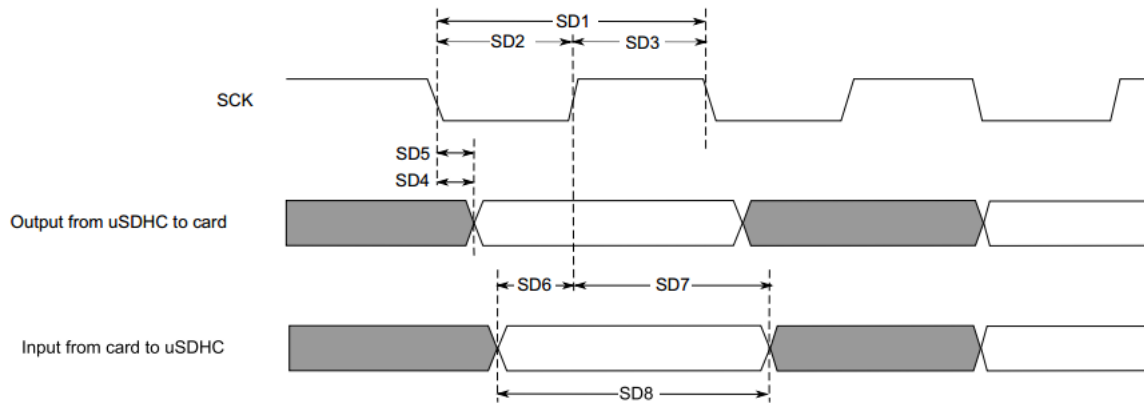 SD1
SD2 SD3
SCK
SD5
SD4
Output from uSDHC to card
SD6 SD7
Input from card to uSDHC
SD8